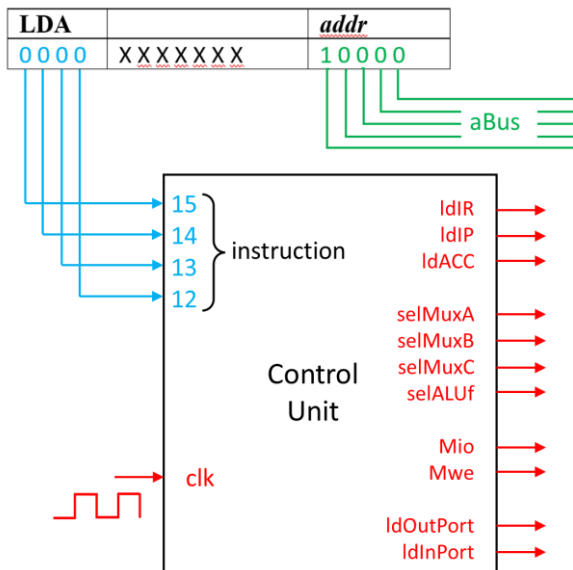 LDA addr
0000 XXXXXXX 10000
aBus
15
14
13
12
instruction
ldIR
ldIP
ldACC
selMuxA
selMuxB
selMuxC
selALUf
Control
Unit
Mio
Mwe
clk
ldOutPort
ldInPort